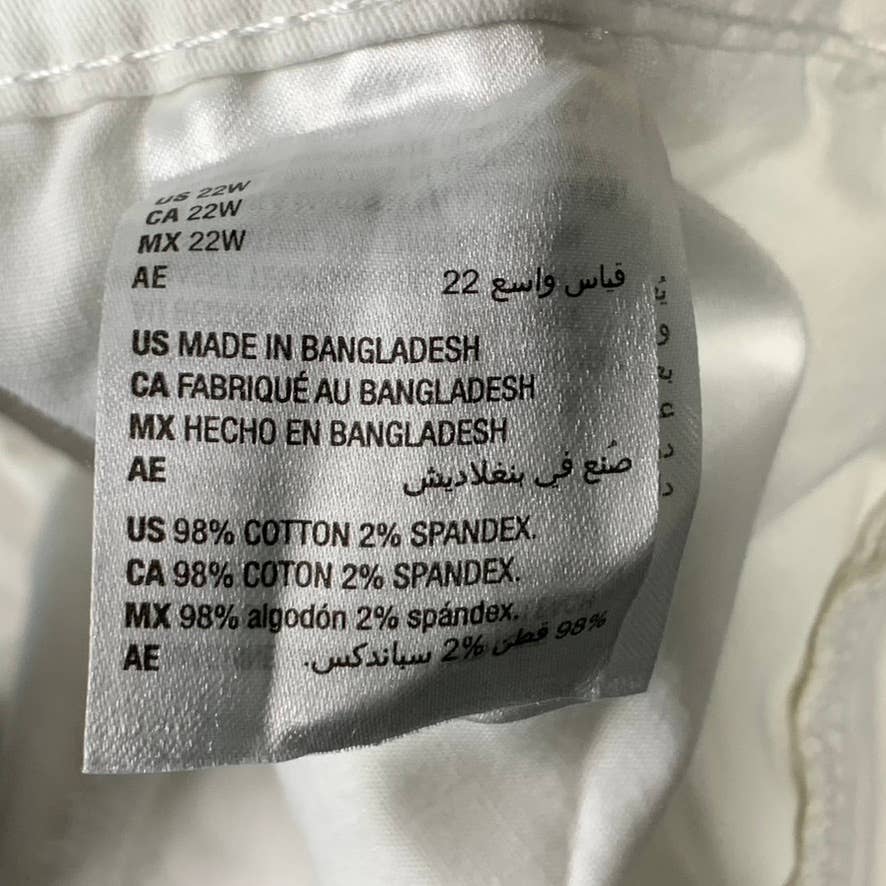 US 22W
CA 22W
MX 22W
AE قياس واسع 22
US MADE IN BANGLADESH
CA FABRIQUÉ AU BANGLADESH
MX HECHO EN BANGLADESH
AE صُنع في بنغلاديش
US 98% COTTON 2% SPANDEX.
CA 98% COTON 2% SPANDEX.
MX 98% algodón 2% spándex.
AE 98% قطن 2% سباندكس.